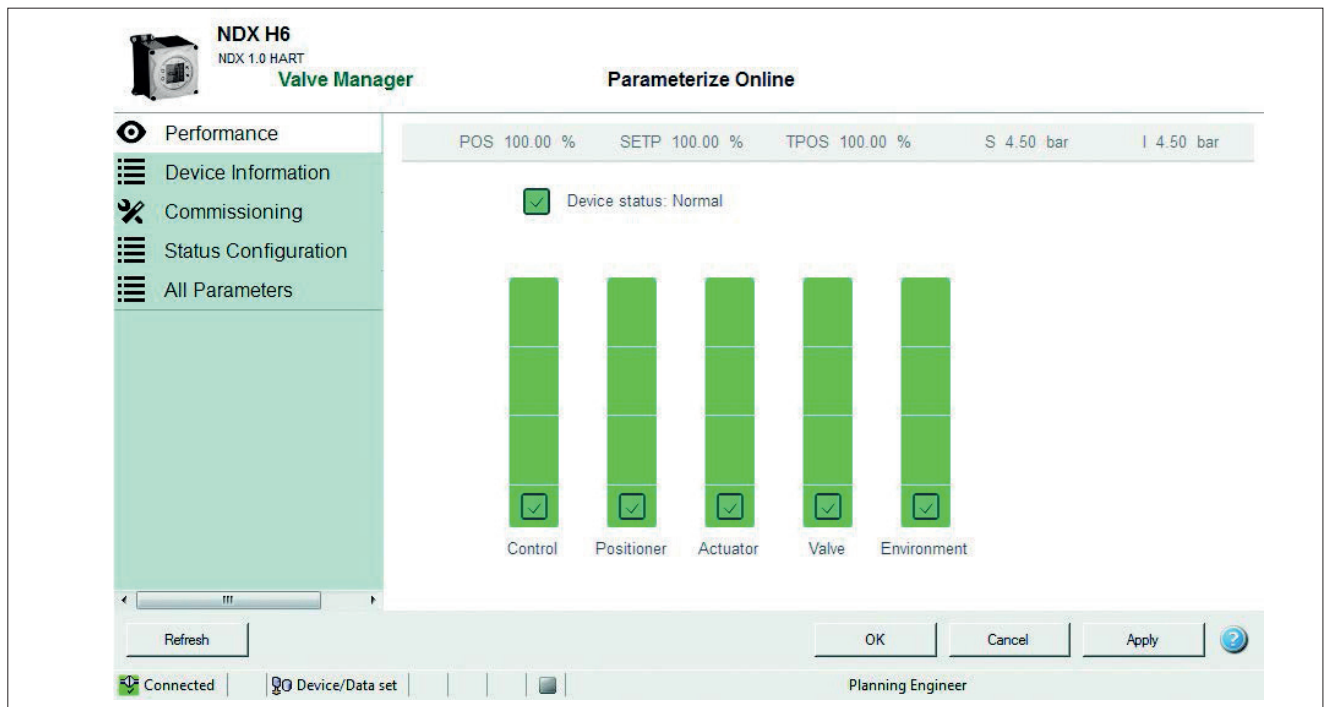 NDX H6
NDX 1.0 HART
Valve Manager
Parameterize Online
Performance
Device Information
Commissioning
Status Configuration
All Parameters
POS 100.00 % SETP 100.00 % TPOS 100.00 % S 4.50 bar I 4.50 bar
Device status: Normal
Control Positioner Actuator Valve Environment
Refresh OK Cancel Apply ?
Connected Device/Data set Planning Engineer